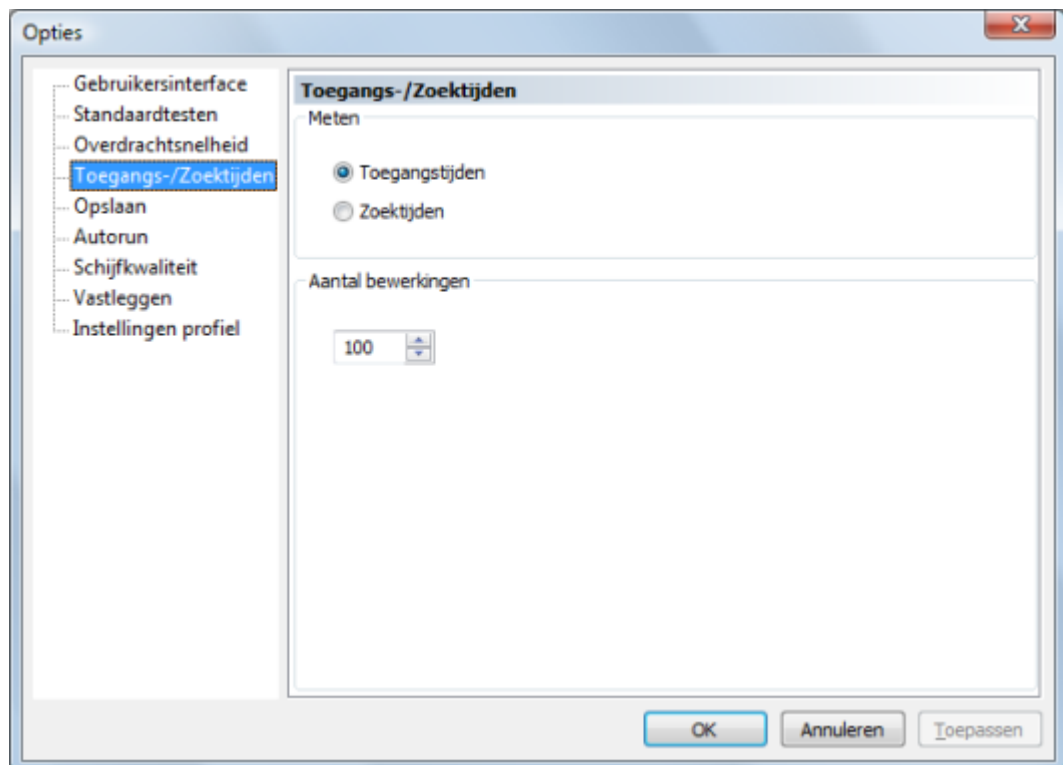 Opties
Gebruikersinterface
Standaardtesten
Overdrachtsnelheid
Toegangs-/Zoektijden
Opslaan
Autorun
Schijfkwaliteit
Vastleggen
Instellingen profiel
Toegangs-/Zoektijden
Meten
Toegangstijden
Zoektijden
Aantal bewerkingen
100
OK
Annuleren
Toepassen